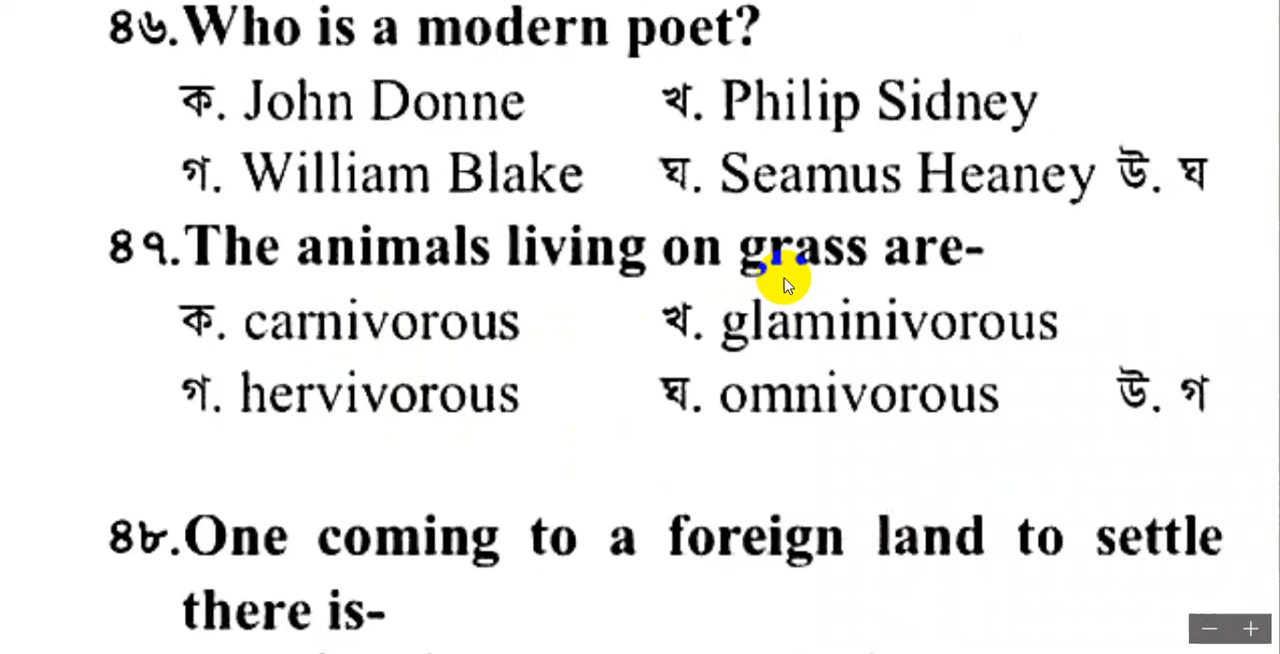 ৪৬.Who is a modern poet?
ক. John Donne খ. Philip Sidney
গ. William Blake ঘ. Seamus Heaney উ. ঘ
৪৭.The animals living on grass are-
ক. carnivorous খ. glaminivorous
গ. hervivorous ঘ. omnivorous উ. গ
৪৮.One coming to a foreign land to settle
there is-